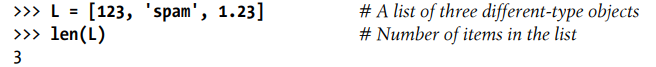 >>> L = [123, 'spam', 1.23] # A list of three different-type objects
>>> len(L) # Number of items in the list
3